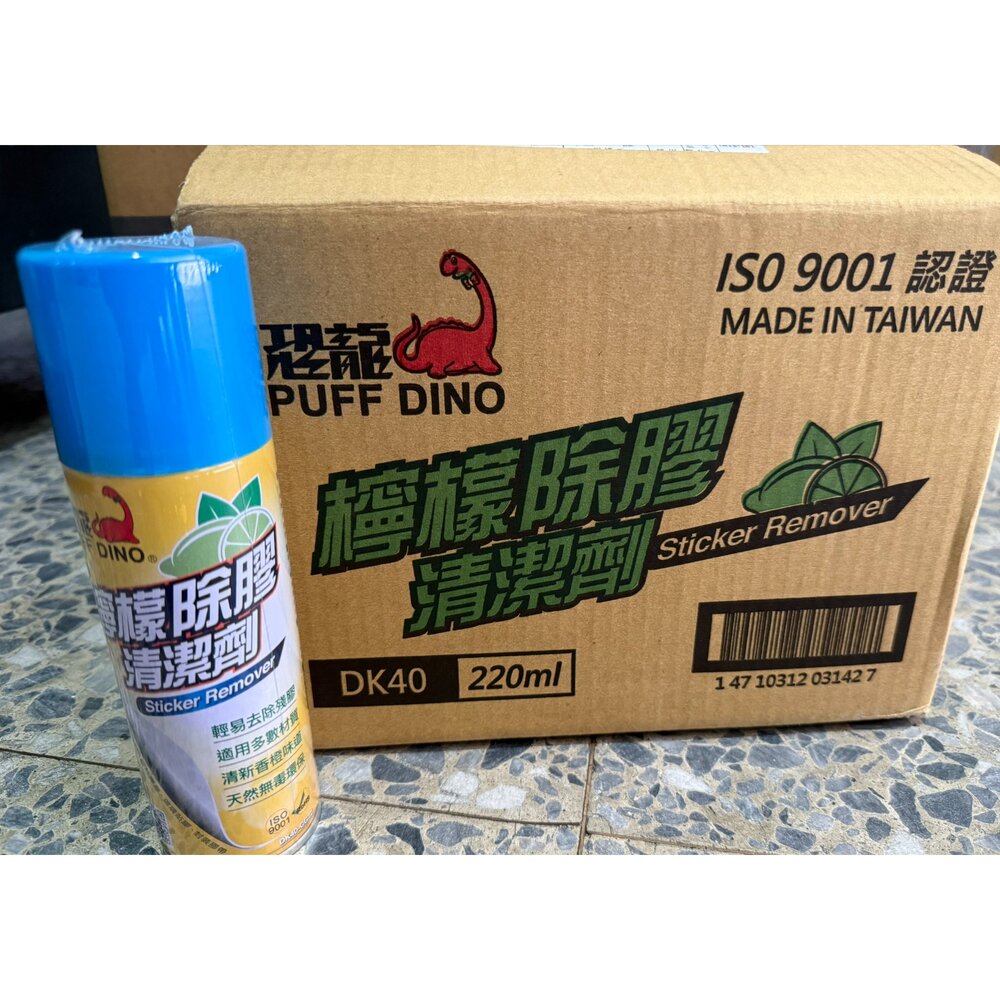 恐龍
PUFF DINO
ISO 9001 認證
MADE IN TAIWAN
檸檬除膠
清潔劑
Sticker Remover
DK40
220ml
1 47 10312 03142 7
DINO®
檬除膠
清潔劑
Sticker Remover
輕易去除殘膠
適用多數材質
清新香橙味道
天然無毒環保
ISO
9001